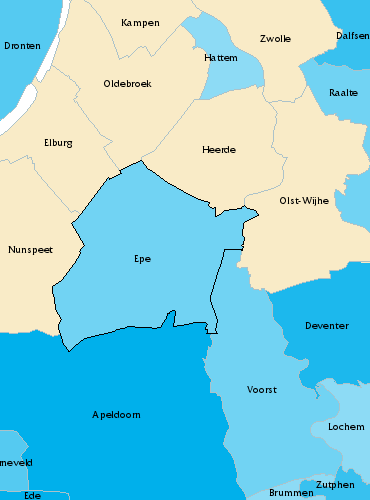 Kampen
Zwolle
Dalfsen
Dronten
Hattem
Oldebroek
Raalte
Elburg
Heerde
Olst-Wijhe
Nunspeet
Epe
Deventer
Voorst
Apeldoorn
Lochem
rneveld
Zutphen
Ede
Brummen